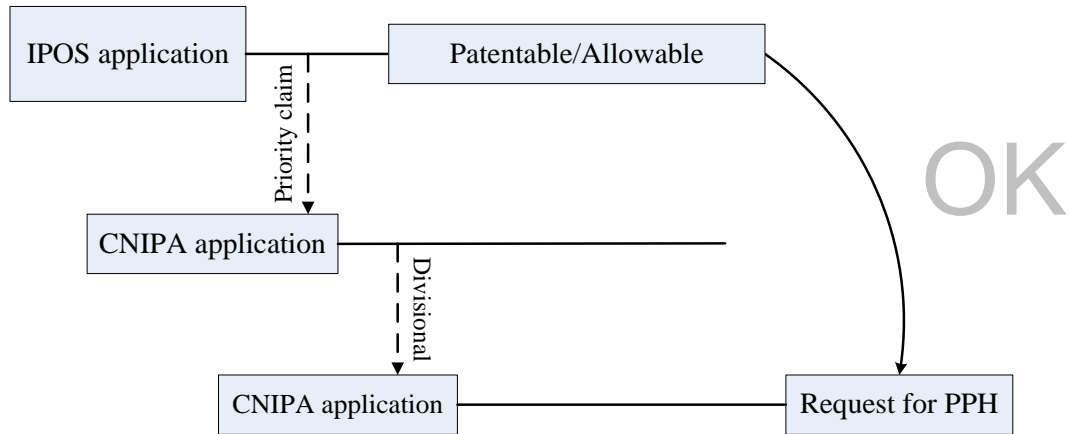 IPOS application
Patentable/Allowable
Priority claim
OK
CNIPA application
Divisional
CNIPA application
Request for PPH